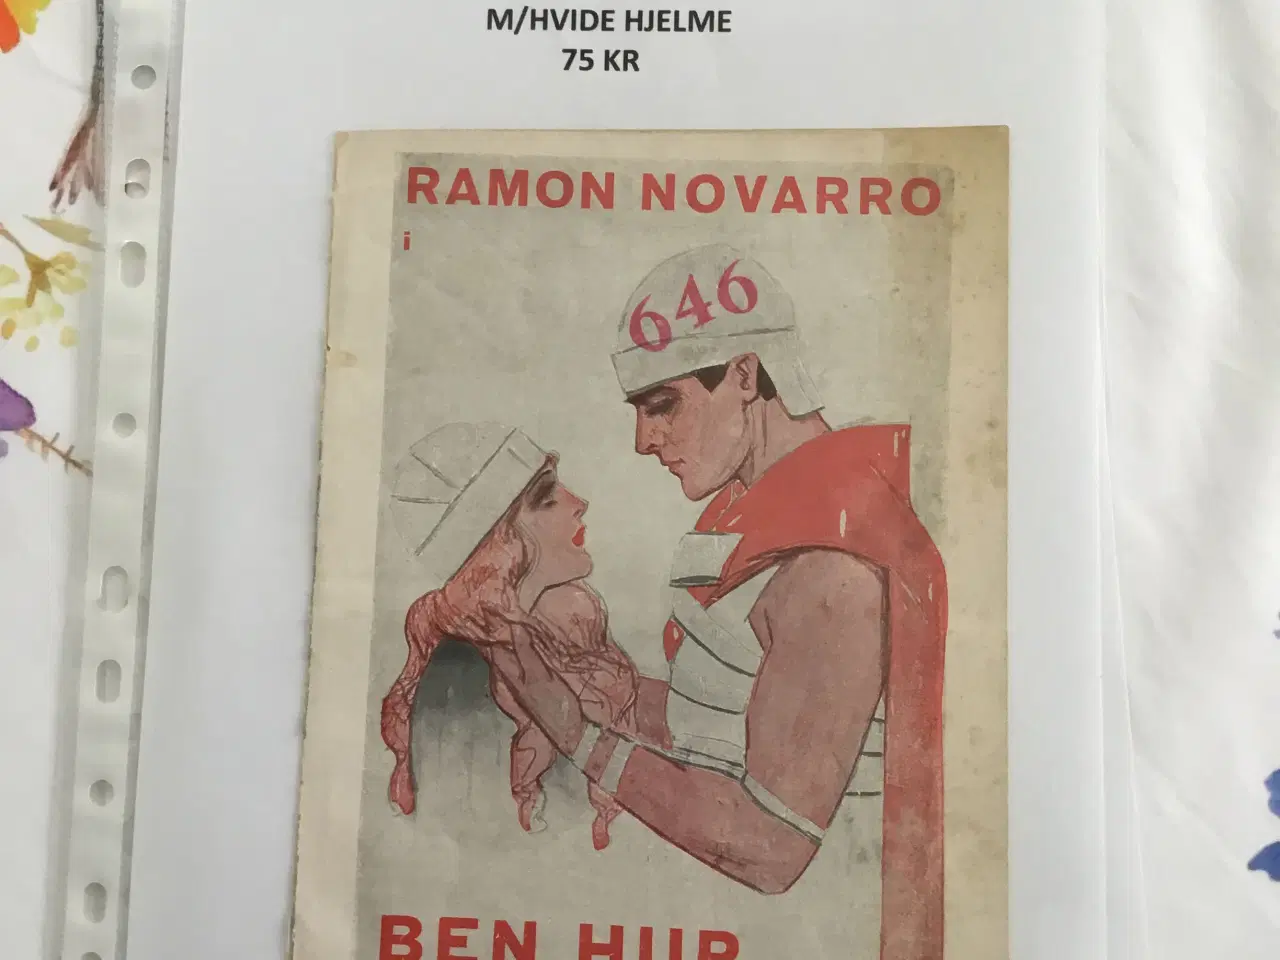 M/HVIDE HJELME
75 KR
RAMON NOVARRO
i
646
BEN HUR